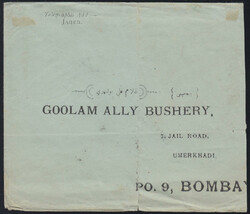 GOOLAM ALLY BUSHERY,
7, JAIL ROAD,
UMERKHADI
PO. 9, BOMBAY